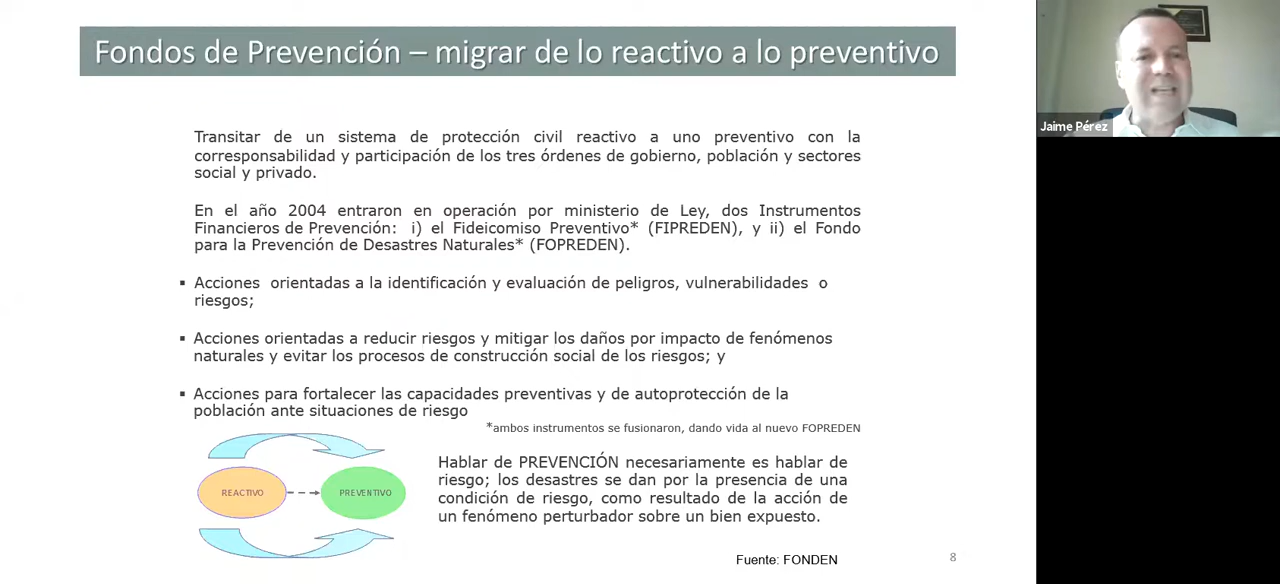 Fondos de Prevención – migrar de lo reactivo a lo preventivo
Jaime Pérez
Transitar de un sistema de protección civil reactivo a uno preventivo con la
corresponsabilidad y participación de los tres órdenes de gobierno, población y sectores
social y privado.
En el año 2004 entraron en operación por ministerio de Ley, dos Instrumentos
Financieros de Prevención: i) el Fideicomiso Preventivo* (FIPREDEN), y ii) el Fondo
para la Prevención de Desastres Naturales* (FOPREDEN).
▪ Acciones orientadas a la identificación y evaluación de peligros, vulnerabilidades o
riesgos;
▪ Acciones orientadas a reducir riesgos y mitigar los daños por impacto de fenómenos
naturales y evitar los procesos de construcción social de los riesgos; y
▪ Acciones para fortalecer las capacidades preventivas y de autoprotección de la
población ante situaciones de riesgo
*ambos instrumentos se fusionaron, dando vida al nuevo FOPREDEN
REACTIVO
PREVENTIVO
Hablar de PREVENCIÓN necesariamente es hablar de
riesgo; los desastres se dan por la presencia de una
condición de riesgo, como resultado de la acción de
un fenómeno perturbador sobre un bien expuesto.
Fuente: FONDEN
8